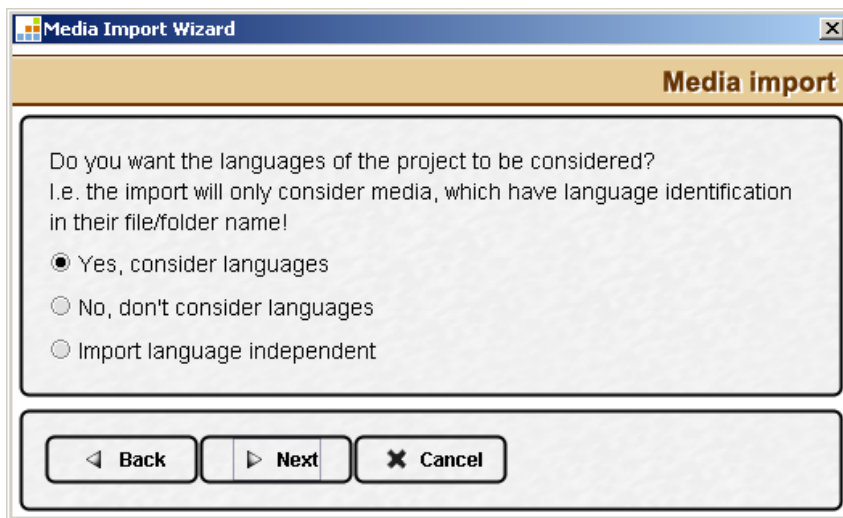 Media Import Wizard
Media import
Do you want the languages of the project to be considered?
I.e. the import will only consider media, which have language identification
in their file/folder name!
Yes, consider languages
No, don't consider languages
Import language independent
Back Next Cancel